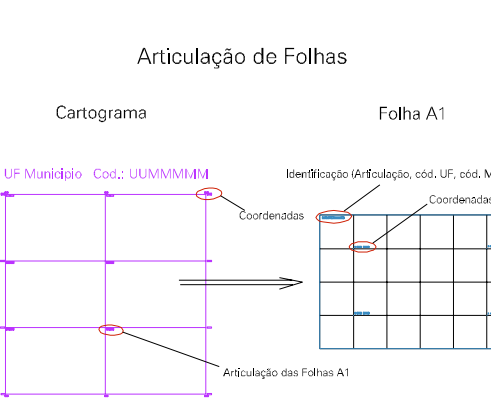 Articulação de Folhas
Cartograma
Folha A1
UF Municipio Cod.: UUMMMMM
Identificação (Articulação, cód. UF, cód. M
Coordenadas
Coordenadas
Articulação das Folhas A1